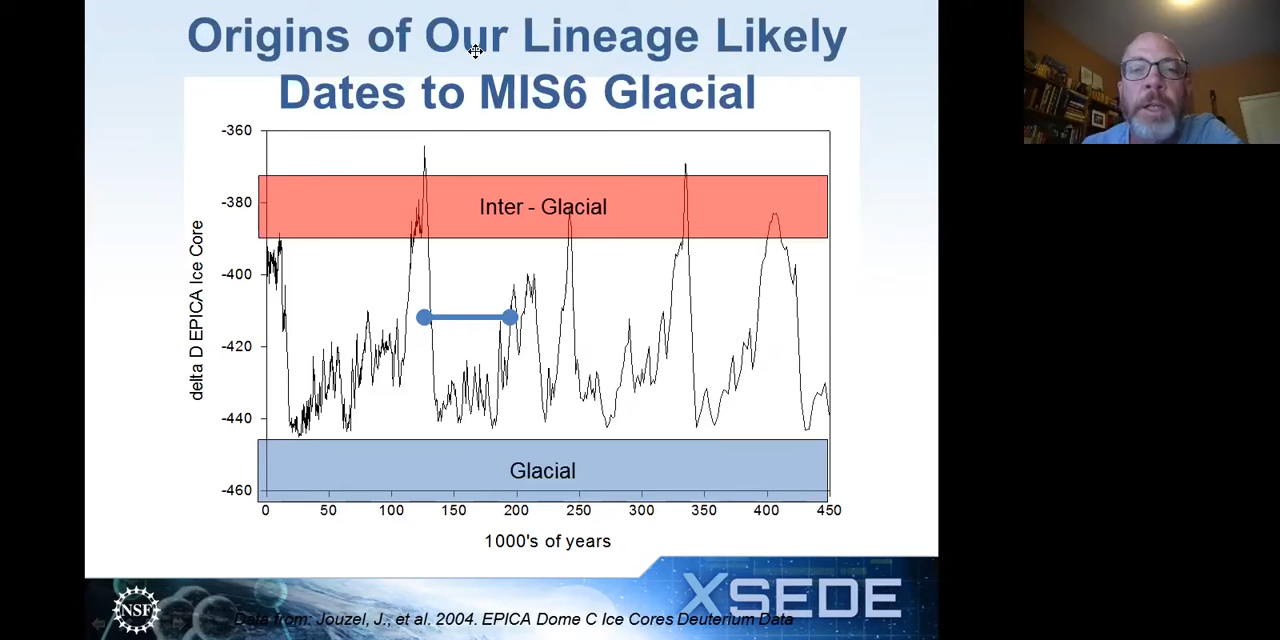 Origins of Our Lineage Likely
Dates to MIS6 Glacial
-360
-380
-400
-420
-440
-460
delta D EPICA Ice Core
Inter - Glacial
Glacial
0 50 100 150 200 250 300 350 400 450
1000's of years
NSF
XSEDE
Data from: Jouzel, J., et al. 2004. EPICA Dome C Ice Cores Deuterium Data